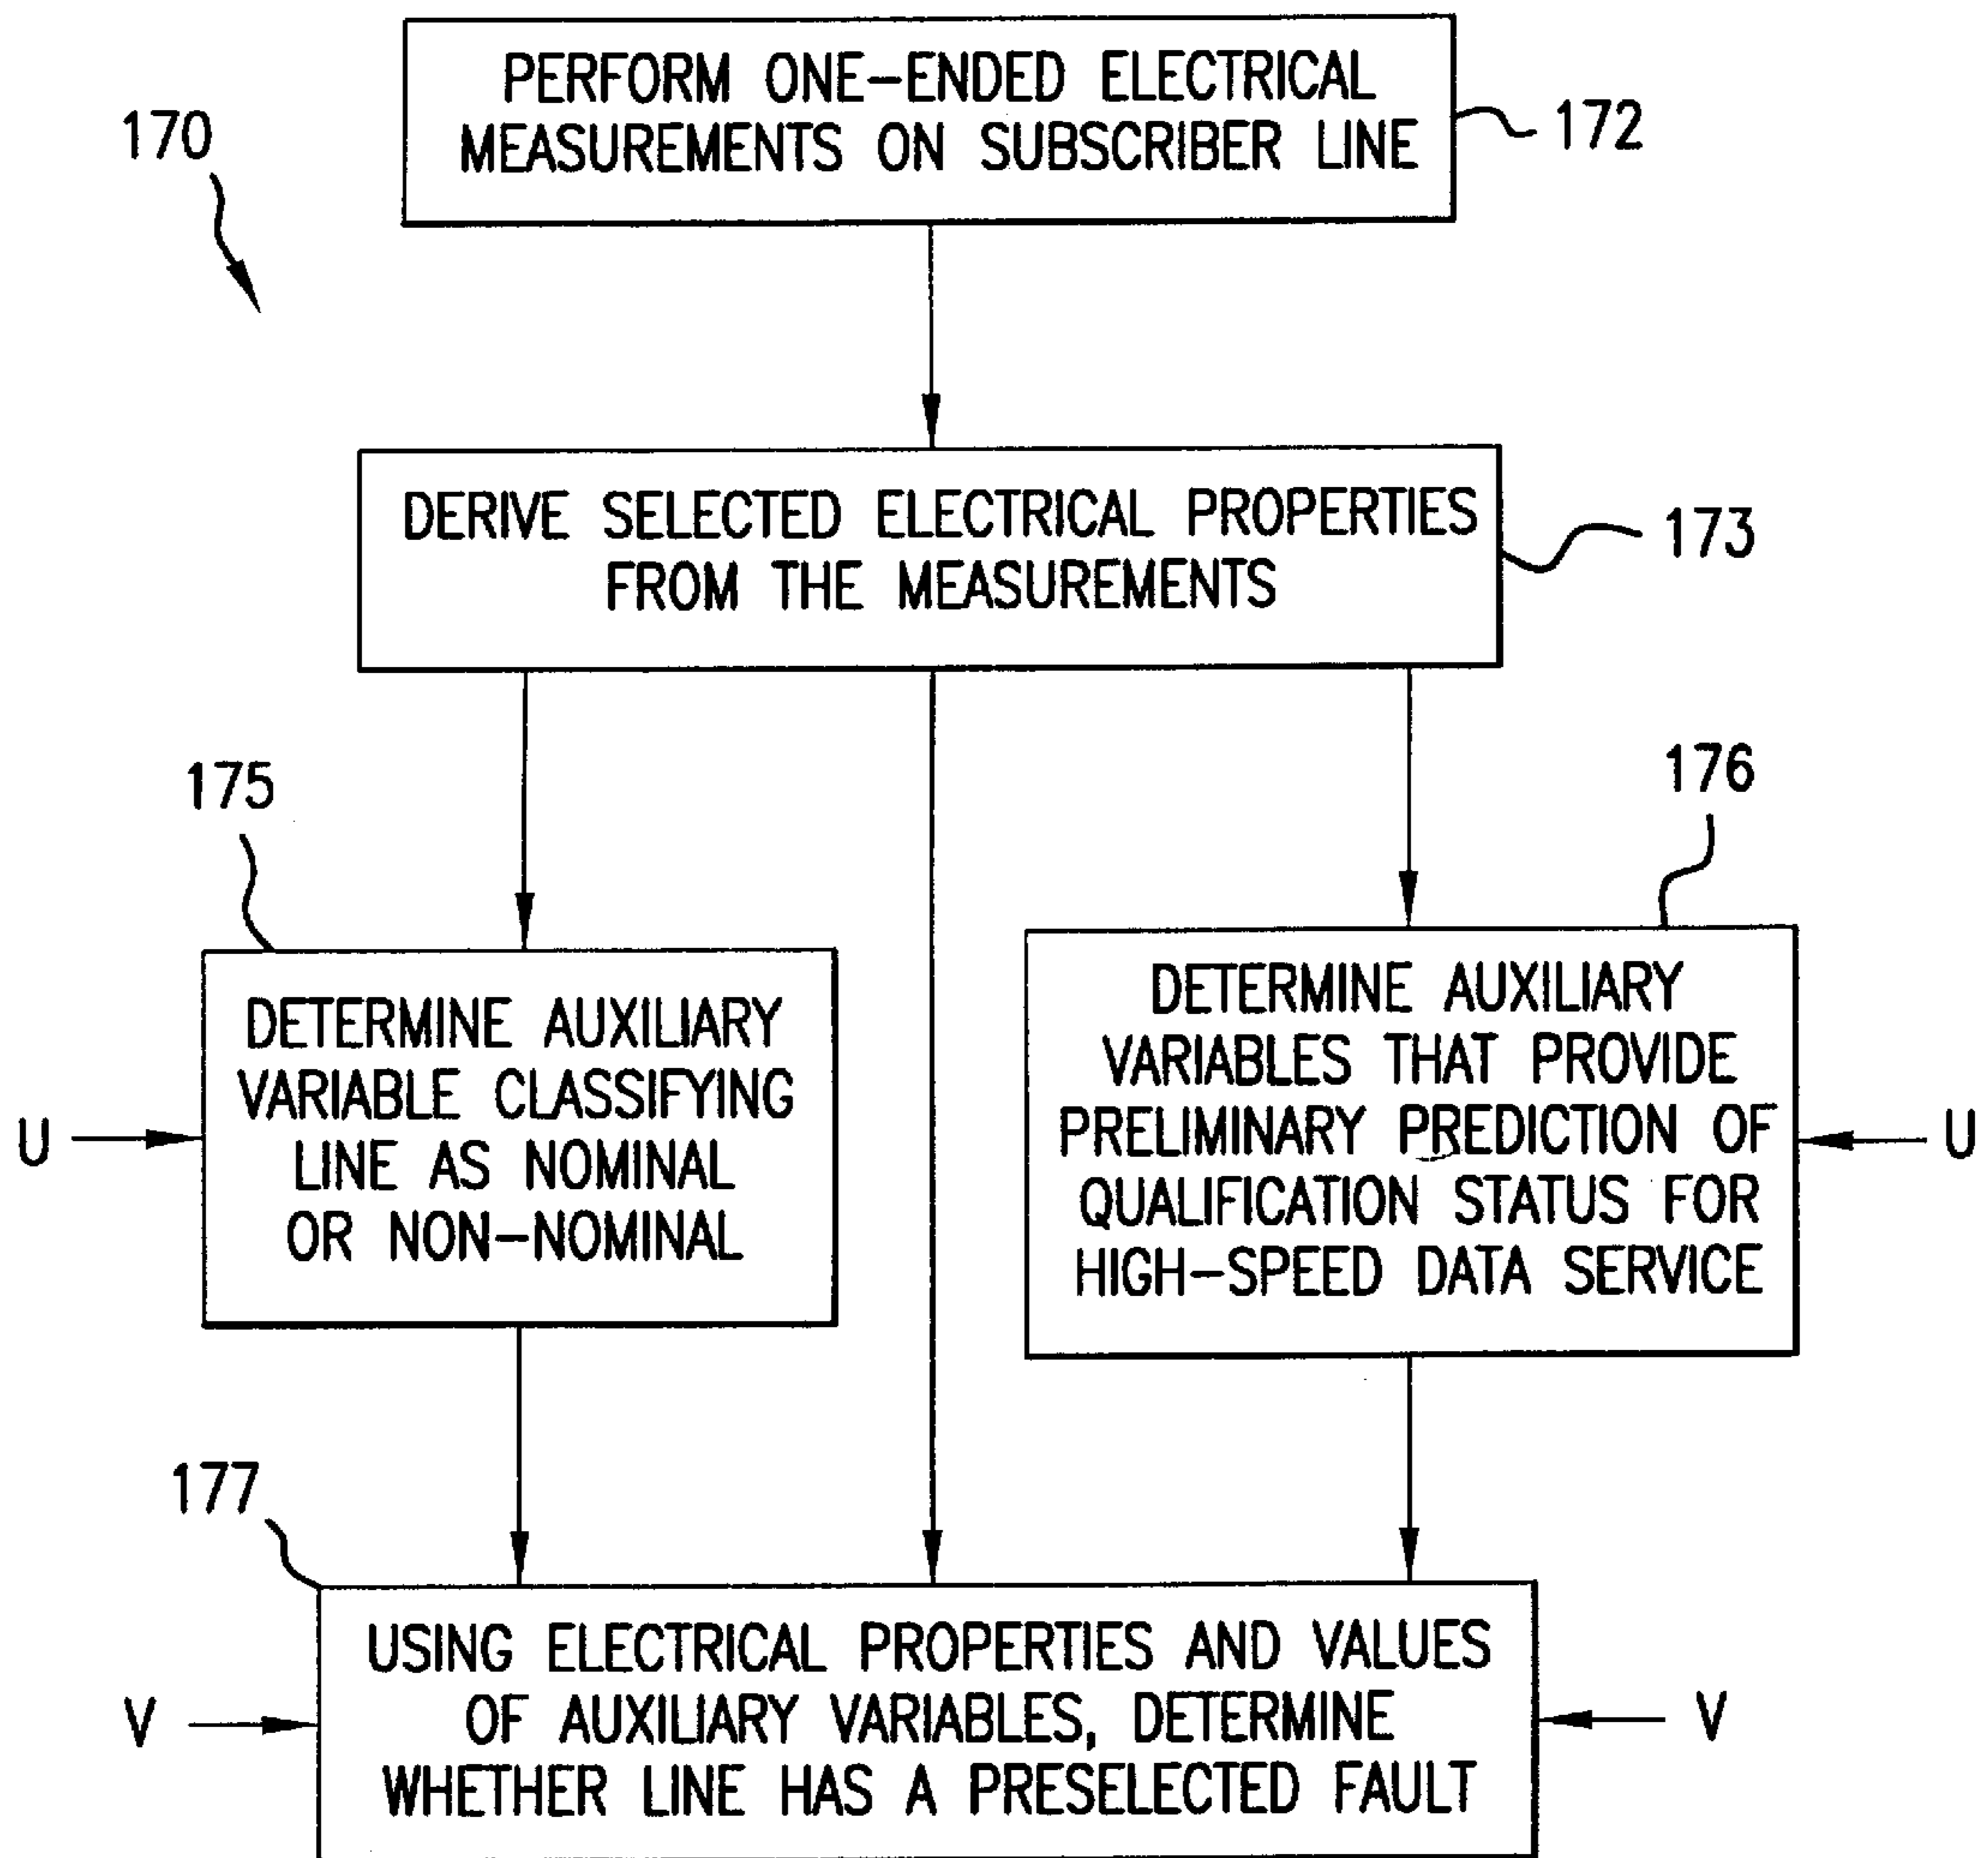 170
PERFORM ONE-ENDED ELECTRICAL
MEASUREMENTS ON SUBSCRIBER LINE
172
DERIVE SELECTED ELECTRICAL PROPERTIES
FROM THE MEASUREMENTS
173
175
DETERMINE AUXILIARY
VARIABLE CLASSIFYING
LINE AS NOMINAL
OR NON-NOMINAL
U
176
DETERMINE AUXILIARY
VARIABLES THAT PROVIDE
PRELIMINARY PREDICTION OF
QUALIFICATION STATUS FOR
HIGH-SPEED DATA SERVICE
U
177
USING ELECTRICAL PROPERTIES AND VALUES
OF AUXILIARY VARIABLES, DETERMINE
WHETHER LINE HAS A PRESELECTED FAULT
V
V